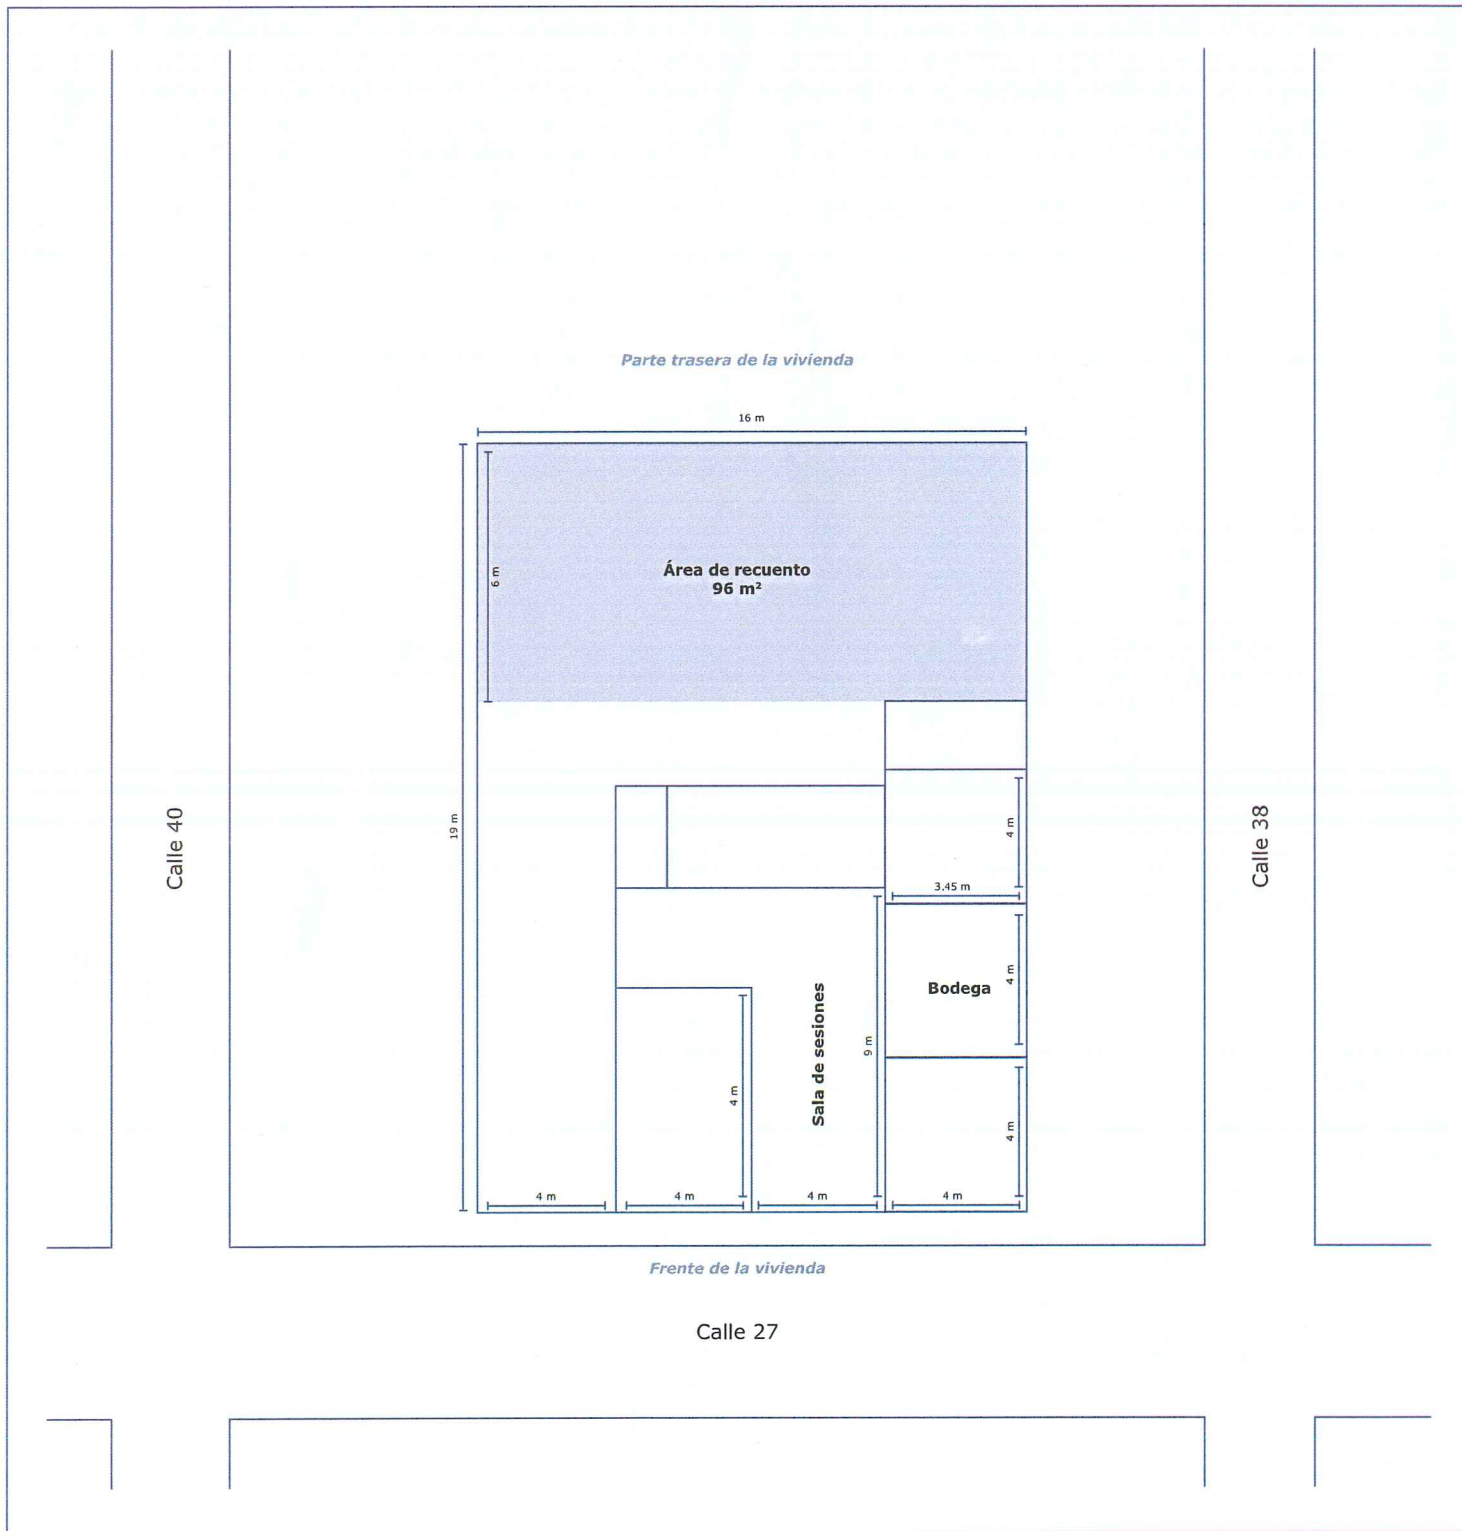 Parte trasera de la vivienda
16 m
6 m
Área de recuento
96 m²
19 m
Calle 40
Calle 38
4 m
3.45 m
4 m
Bodega
Sala de sesiones
9 m
4 m
4 m
4 m
4 m
4 m
4 m
Frente de la vivienda
Calle 27